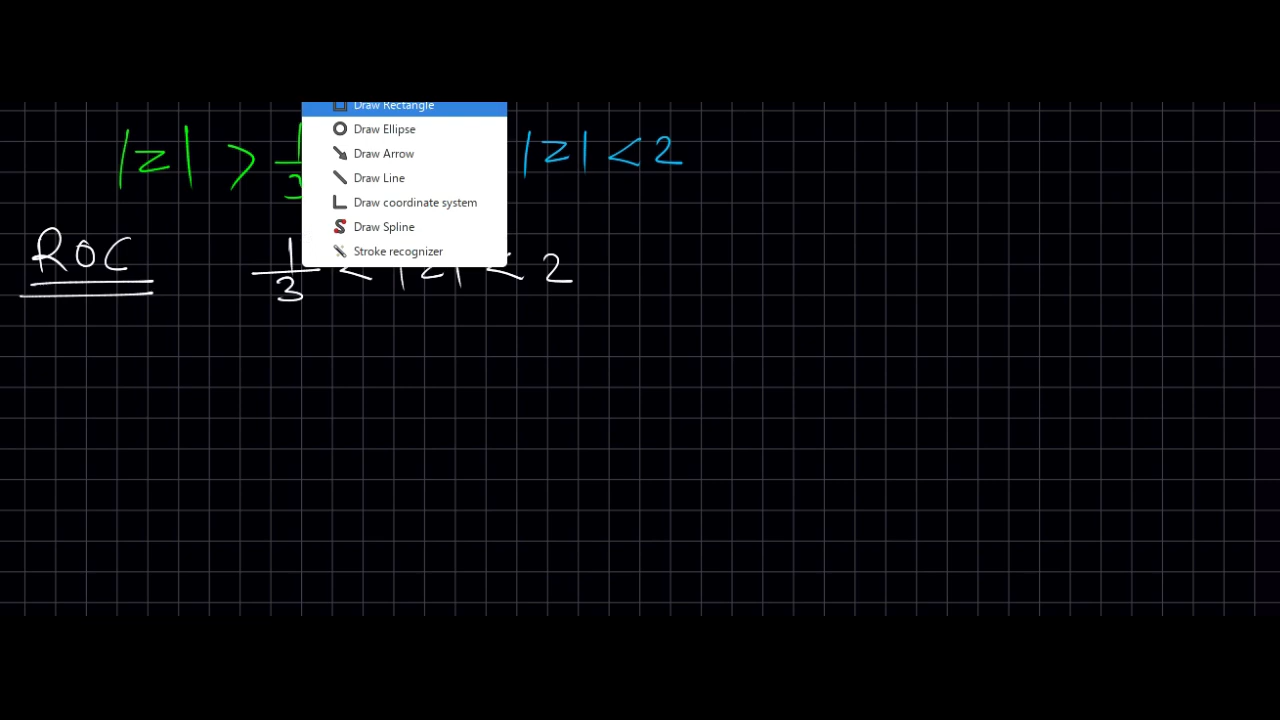 Draw Rectangle
Draw Ellipse
Draw Arrow
Draw Line
Draw coordinate system
Draw Spline
Stroke recognizer
|z| > 1/3 |z| < 2
ROC 1/3 < |z| < 2